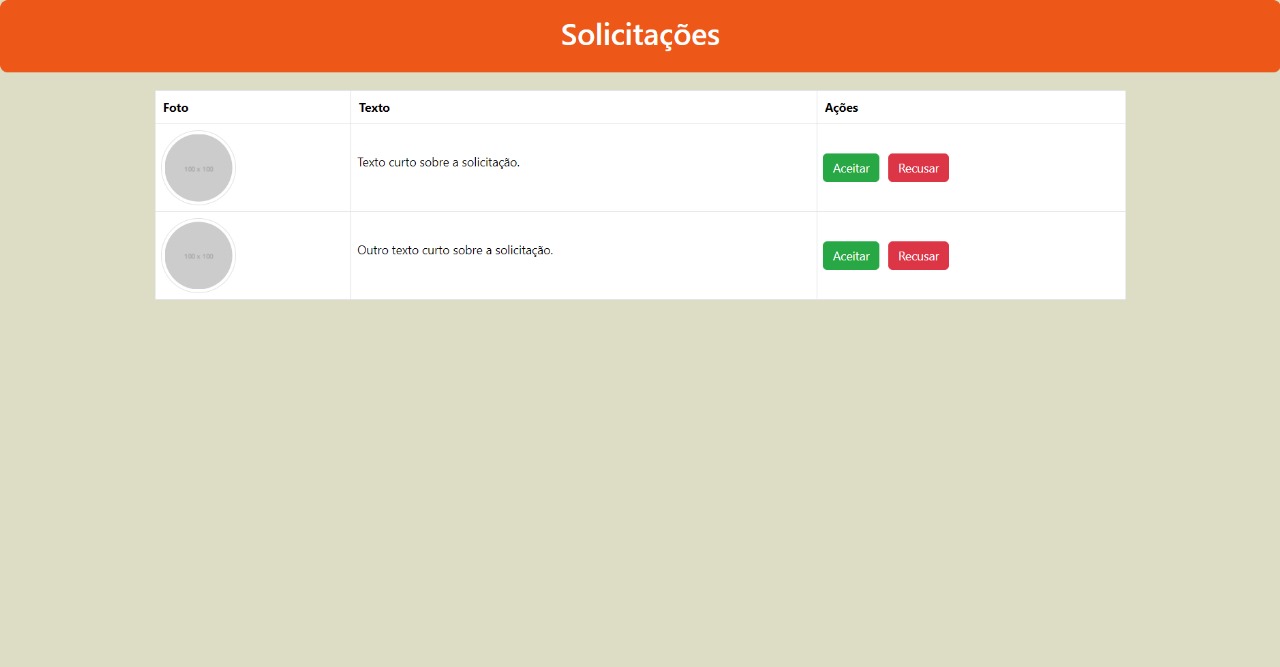 Solicitações
Foto Texto Ações
100 x 100 Texto curto sobre a solicitação. Aceitar Recusar
100 x 100 Outro texto curto sobre a solicitação. Aceitar Recusar